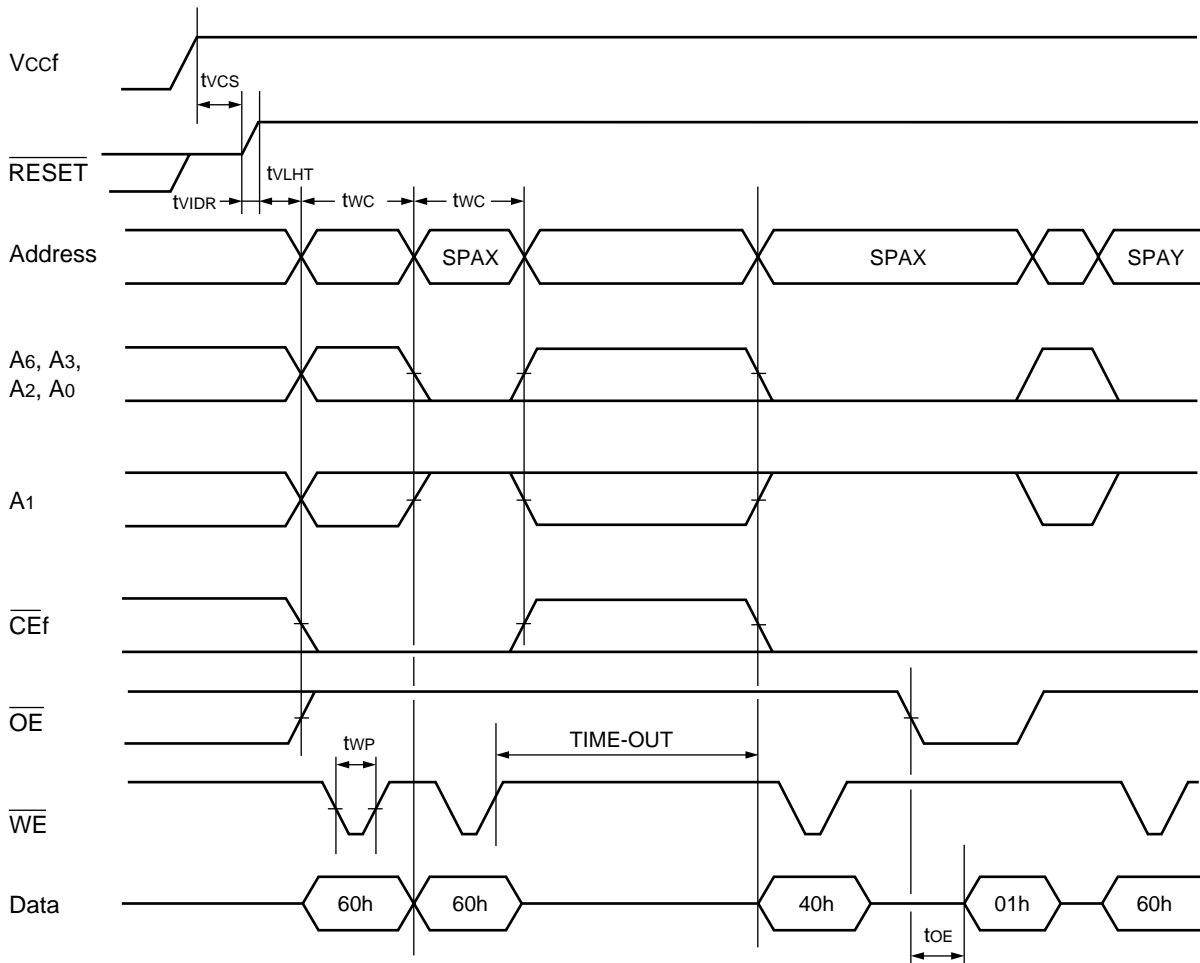 Vccf
tVCS
RESET
tVLHT
tVIDR
tWC
tWC
Address
SPAX
SPAX
SPAY
A6, A3,
A2, A0
A1
CEf
OE
TIME-OUT
tWP
WE
Data
60h
60h
40h
01h
60h
tOE